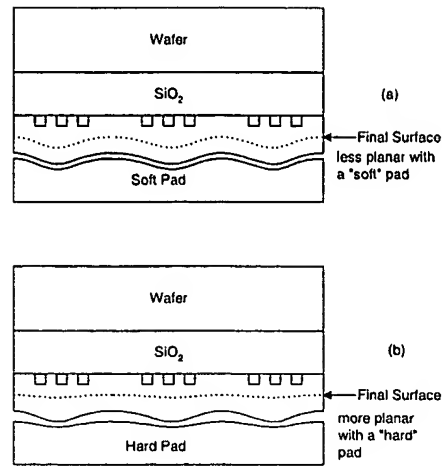 Wafer
SiO₂
(a)
Final Surface
less planar with
a "soft" pad
Soft Pad
Wafer
SiO₂
(b)
Final Surface
more planar
with a "hard"
pad
Hard Pad